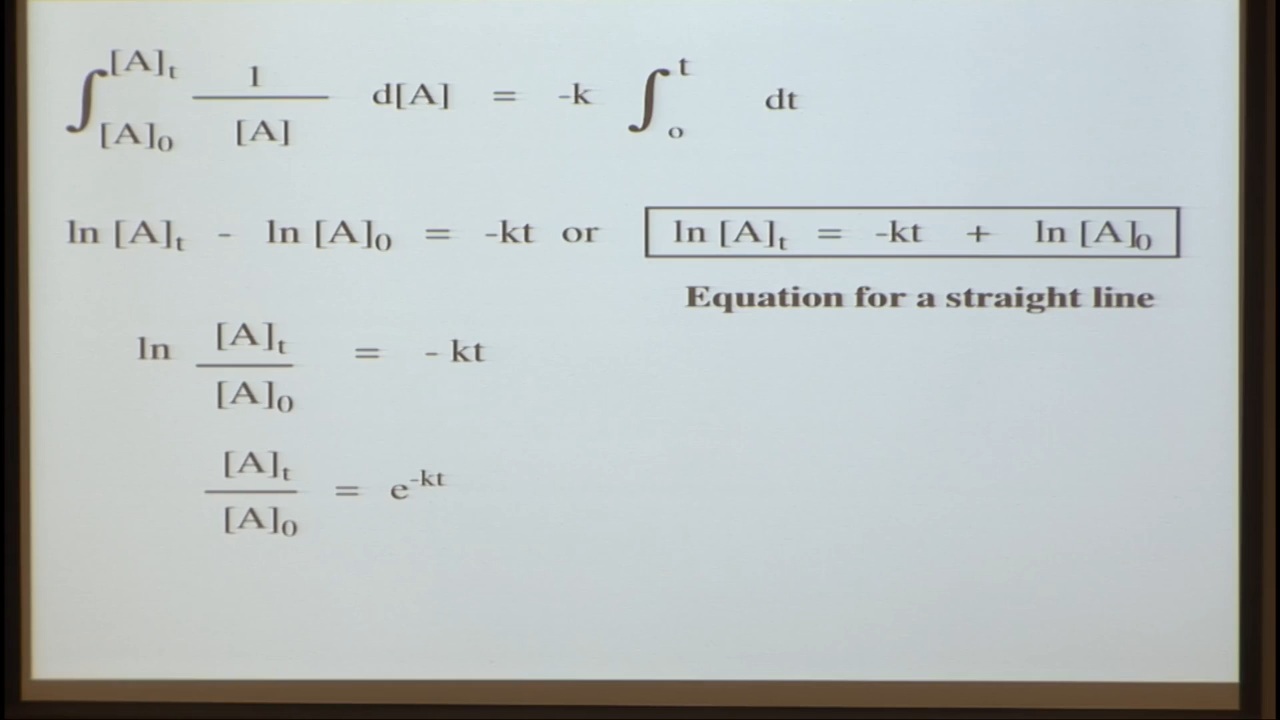 ∫_{[A]₀}^{[A]ₜ} 1/[A] d[A] = -k ∫_{o}^{t} dt
ln [A]ₜ - ln [A]₀ = -kt or ln [A]ₜ = -kt + ln [A]₀
Equation for a straight line
ln [A]ₜ/[A]₀ = - kt
[A]ₜ/[A]₀ = e^{-kt}